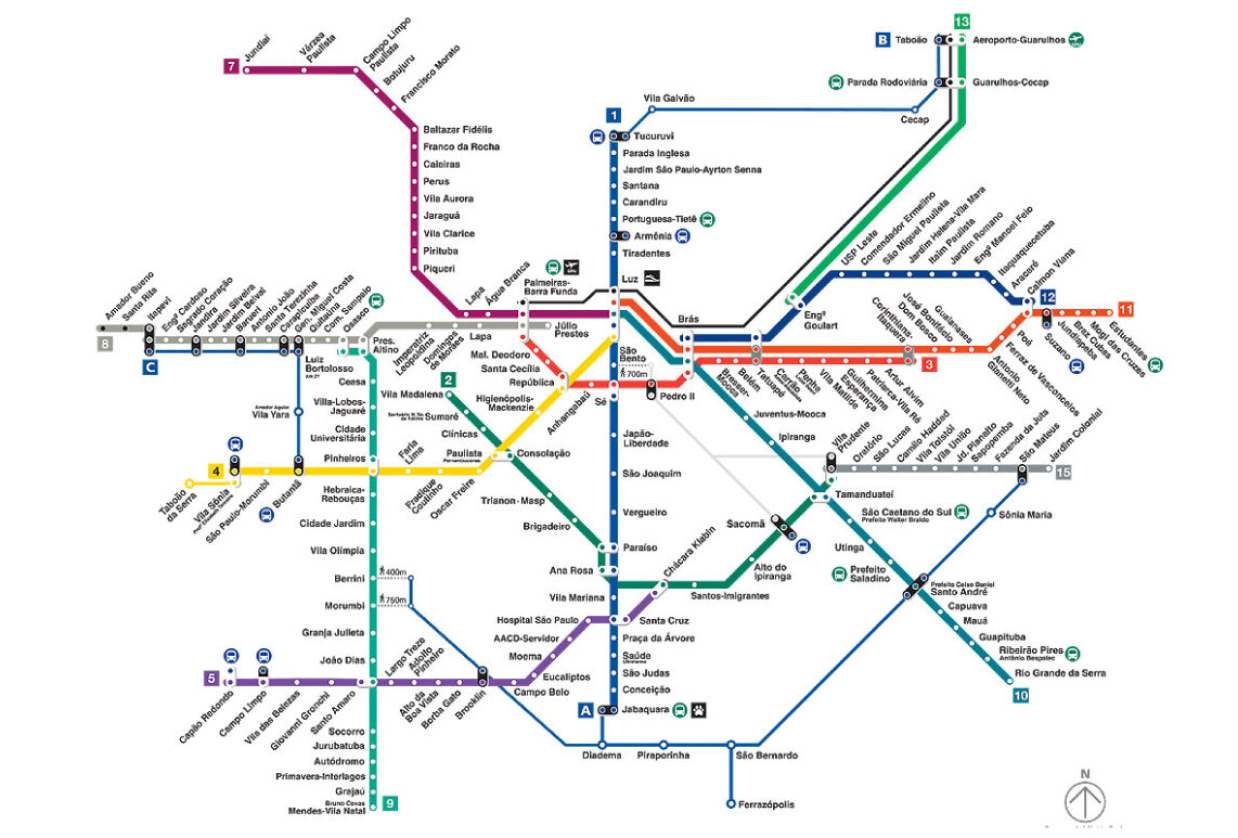 7
Jundiaí
Várzea
Paulista
Campo Limpo
Paulista
Botujuru
Francisco Morato
Baltazar Fidélis
Franco da Rocha
Caieiras
Perus
Vila Aurora
Jaraguá
Vila Clarice
Pirituba
Piqueri
Lapa
Água Branca
Palmeiras-
Barra Funda
1
Vila Galvão
Tucuruvi
Parada Inglesa
Jardim São Paulo-Ayrton Senna
Santana
Carandiru
Portuguesa-Tietê
Armênia
Tiradentes
Luz
B
Taboão
13
Aeroporto-Guarulhos
Parada Rodoviária
Guarulhos-Cecap
Cecap
USP Leste
Comendador Ermelino
São Miguel Paulista
Jardim Helena-Vila Mara
Itaim Paulista
Jardim Romano
Engº Manoel Feio
Itaquaquecetuba
Aracaré
Calmon Viana
12
11
Engº
Goulart
Brás
Amador Bueno
Santa Rita
Itapevi
Engº Cardoso
Sagrado Coração
Jandira
Jardim Silveira
Jardim Belval
Barueri
Antonio João
Santa Terezinha
Carapicuíba
Gen. Miguel Costa
Quitaúna
Com. Sampaio
Osasco
8
C
Pres.
Altino
Imperatriz
Leopoldina
Domingos
de Moraes
Lapa
Júlio
Prestes
Luiz
Bortolosso
Mal. Deodoro
Santa Cecília
República
Higienópolis-
Mackenzie
Anhangabaú
São
Bento
700m
Sé
Pedro II
Bresser-
Mooca
Belém
Tatuapé
Carrão
Penha
Vila Matilde
Guilhermina
Esperança
Patriarca-Vila Ré
Artur Alvim
Corinthians-
Itaquera
Dom Bosco
José
Bonifácio
Guaianases
3
Antonio
Gianetti Neto
Ferraz de Vasconcelos
Poá
Suzano
Jundiapeba
Braz Cubas
Mogi das Cruzes
Estudantes
2
Vila Madalena
Sumaré
Clínicas
Paulista
Consolação
Trianon-Masp
Brigadeiro
Paraíso
Ana Rosa
Ceasa
Villa-Lobos-
Jaguaré
Cidade
Universitária
Pinheiros
Hebraica-
Rebouças
Cidade Jardim
Vila Olímpia
Berrini
400m
Morumbi
750m
Granja Julieta
João Dias
Vila Yara
4
Taboão
da Serra
Vila Sônia
São Paulo-Morumbi
Butantã
Faria
Lima
Fradique
Coutinho
Oscar Freire
Japão-
Liberdade
São Joaquim
Vergueiro
Vila Mariana
Juventus-Mooca
Ipiranga
Vila
Prudente
Oratório
São Lucas
Camilo Haddad
Vila Tolstói
Vila União
Jd. Planalto
Sapopemba
Fazenda da Juta
São Mateus
Jardim Colonial
15
Tamanduateí
São Caetano do Sul
Prefeito Walter Braido
Sônia Maria
Sacomã
Chácara Klabin
Alto do
Ipiranga
Santos-Imigrantes
Utinga
Prefeito
Saladino
Prefeito Celso Daniel
Santo André
Capuava
Mauá
Guapituba
Ribeirão Pires
Antônio Bespalec
Rio Grande da Serra
10
Hospital São Paulo
Santa Cruz
AACD-Servidor
Moema
Eucaliptos
Campo Belo
Praça da Árvore
Saúde
São Judas
Conceição
A
Jabaquara
Diadema
Piraporinha
São Bernardo
Ferrazópolis
5
Capão Redondo
Campo Limpo
Vila das Belezas
Giovanni Gronchi
Santo Amaro
Largo Treze
Adolfo
Pinheiro
Alto da
Boa Vista
Borba Gato
Brooklin
Socorro
Jurubatuba
Autódromo
Primavera-Interlagos
Grajaú
Bruno Covas
Mendes-Vila Natal
9
N